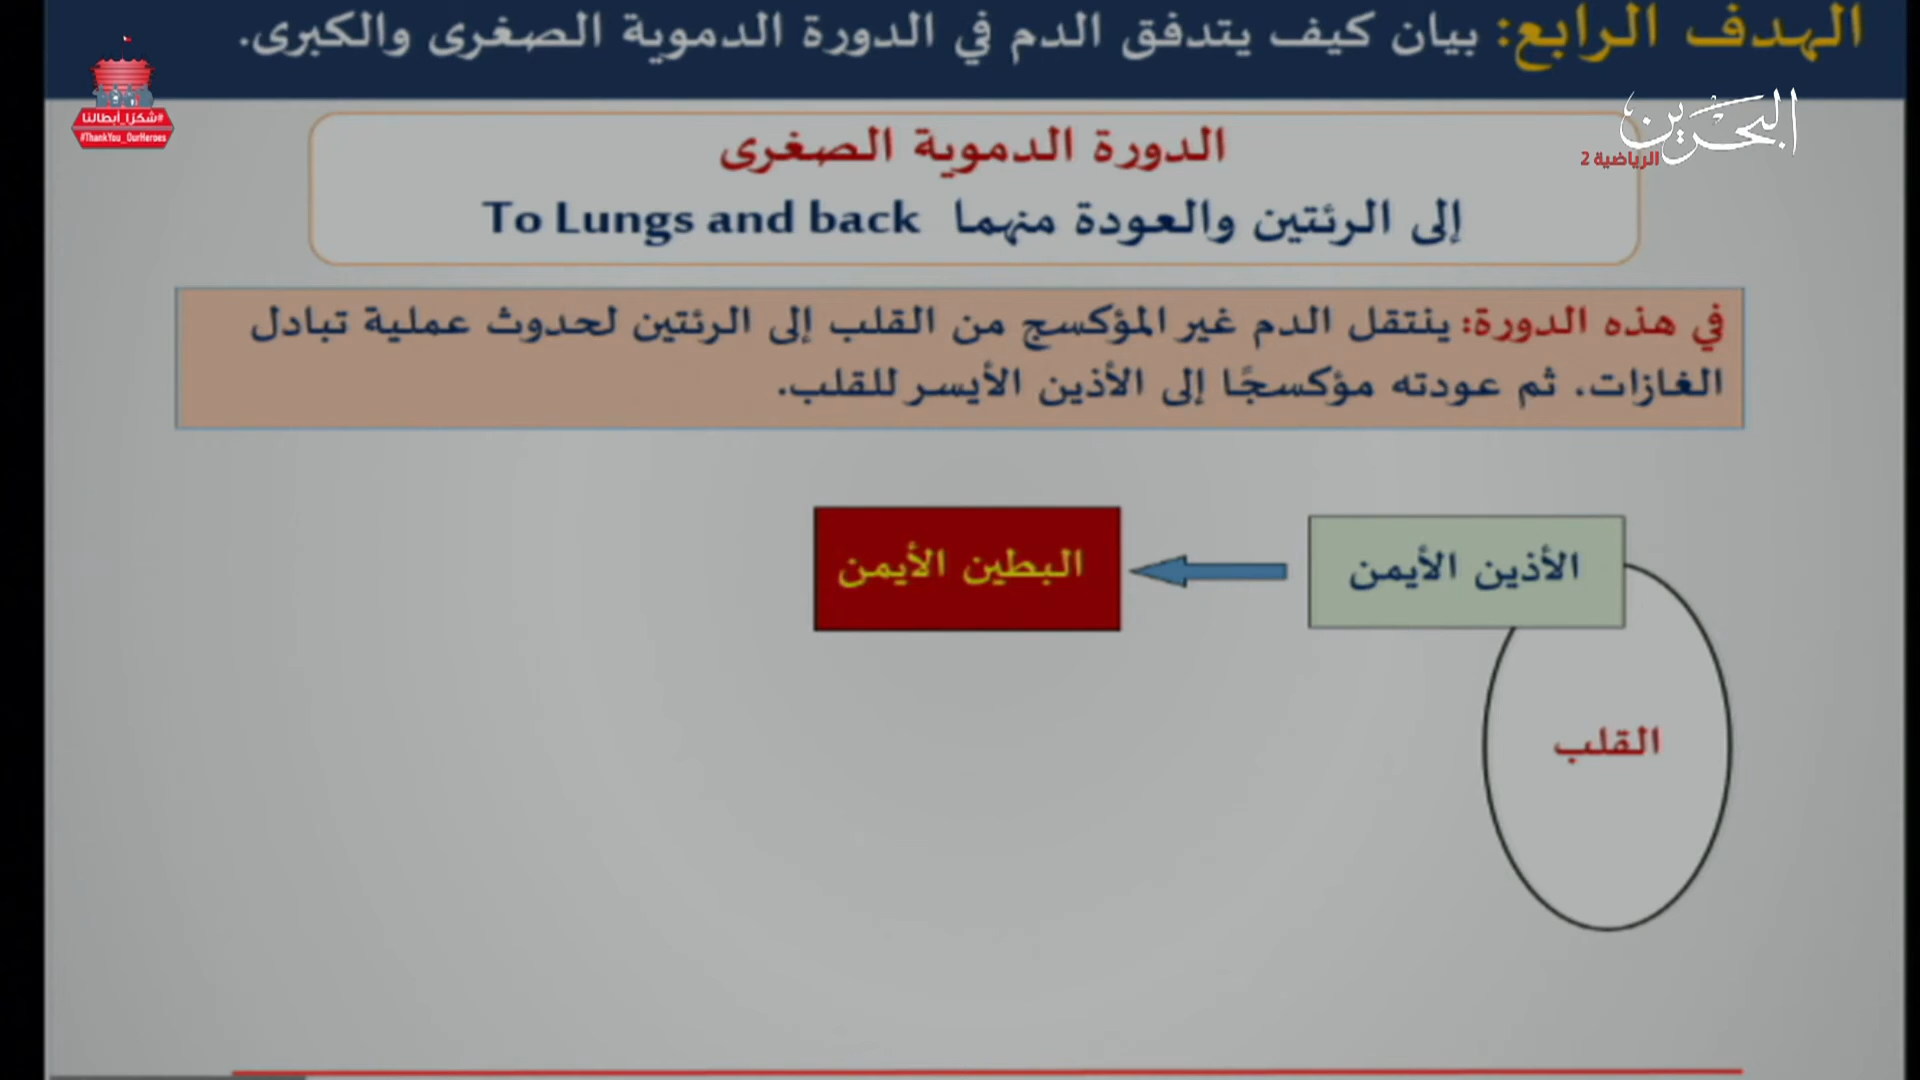 الهدف الرابع: بيان كيف يتدفق الدم في الدورة الدموية الصغرى والكبرى.
#شكرا_أبطالنا
#ThankYou_OurHeroes
البحرين
الرياضية 2
الدورة الدموية الصغرى
إلى الرئتين والعودة منهما To Lungs and back
في هذه الدورة: ينتقل الدم غير المؤكسج من القلب إلى الرئتين لحدوث عملية تبادل
الغازات. ثم عودته مؤكسجًا إلى الأذين الأيسر للقلب.
الأذين الأيمن
البطين الأيمن
القلب